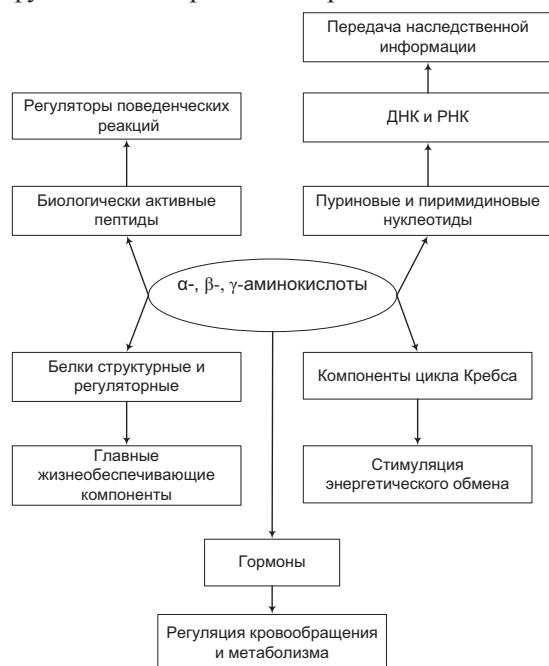 Передача наследственной
информации
Регуляторы поведенческих
реакций
ДНК и РНК
Биологически активные
пептиды
Пуриновые и пиримидиновые
нуклеотиды
α-, β-, γ-аминокислоты
Белки структурные и
регуляторные
Компоненты цикла Кребса
Главные
жизнеобеспечивающие
компоненты
Стимуляция
энергетического обмена
Гормоны
Регуляция кровообращения
и метаболизма